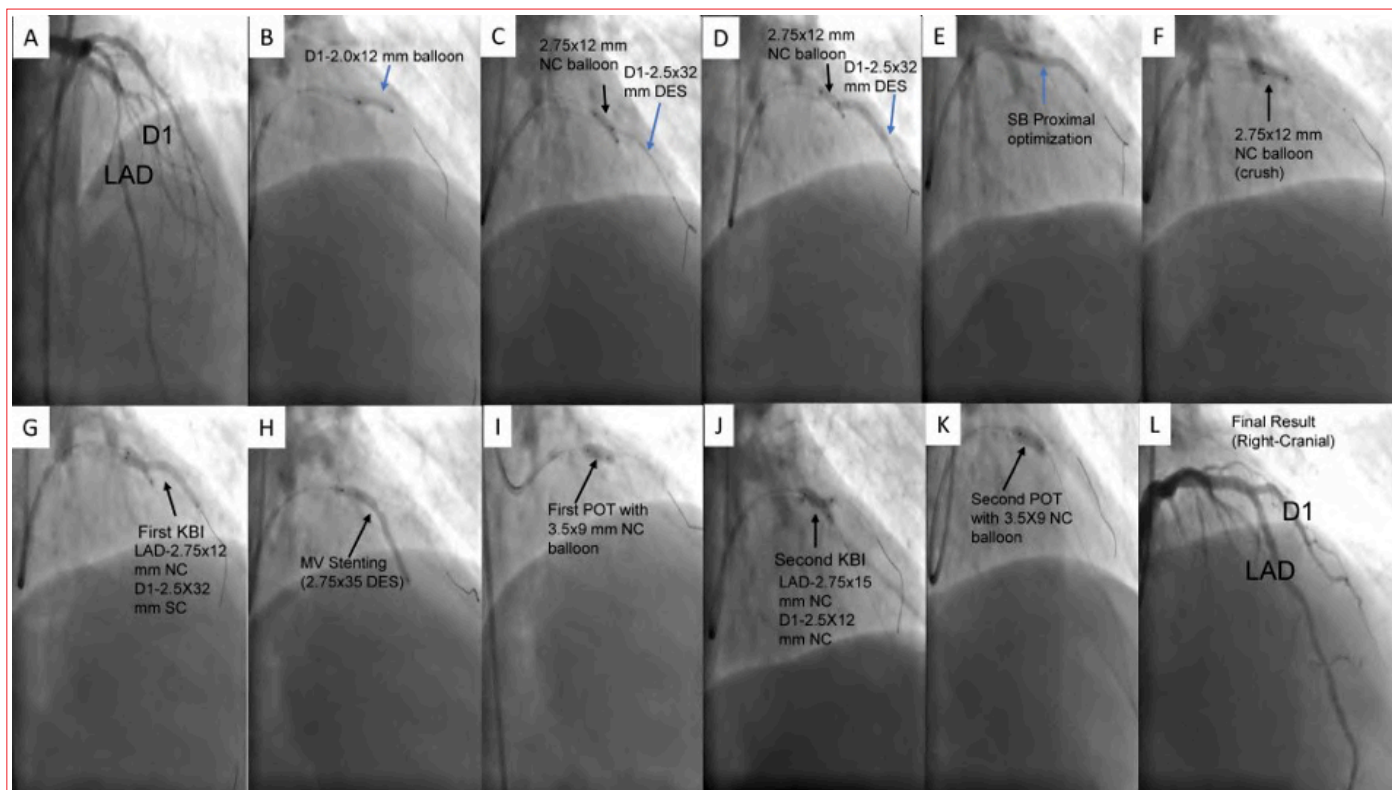 A
D1
LAD
B
D1-2.0x12 mm balloon
C
2.75x12 mm
NC balloon
D1-2.5x32
mm DES
D
2.75x12 mm
NC balloon
D1-2.5x32
mm DES
E
SB Proximal
optimization
F
2.75x12 mm
NC balloon
(crush)
G
First KBI
LAD-2.75x12
mm NC
D1-2.5X32
mm SC
H
MV Stenting
(2.75x35 DES)
I
First POT with
3.5x9 mm NC
balloon
J
Second KBI
LAD-2.75x15
mm NC
D1-2.5X12
mm NC
K
Second POT
with 3.5X9 NC
balloon
L
Final Result
(Right-Cranial)
D1
LAD